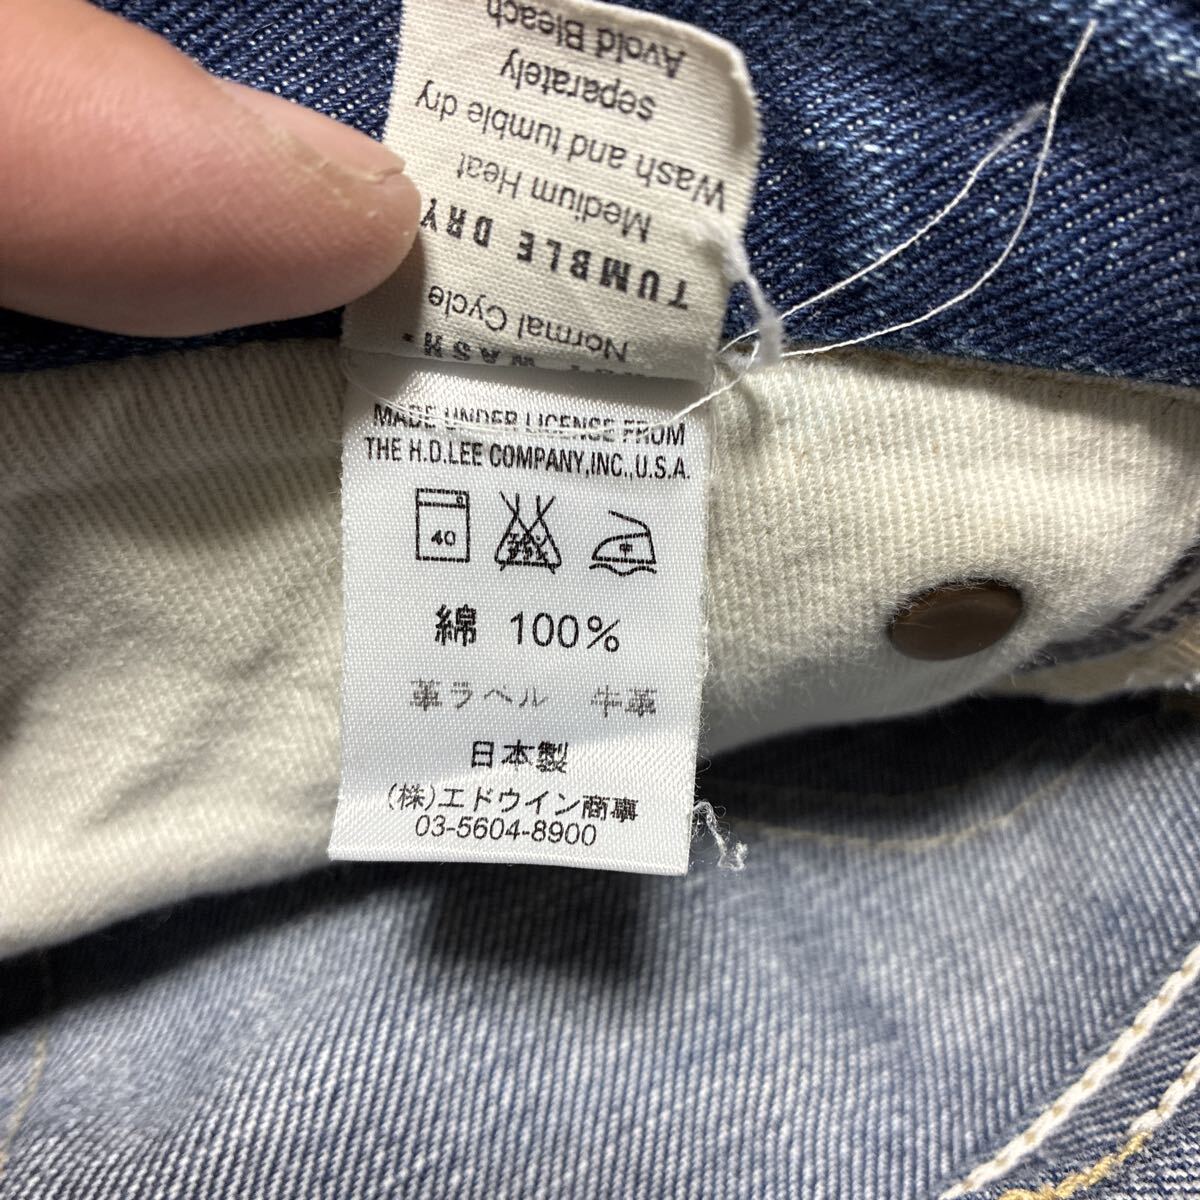 Avoid Bleach
separately
Wash and tumble dry
Medium Heat
TUMBLE DRY
Normal Cycle
WASH
MADE UNDER LICENSE FROM
THE H.D.LEE COMPANY,INC.,U.S.A.
40
中
綿 100%
革ラベル 牛革
日本製
(株)エドウイン商事
03-5604-8900